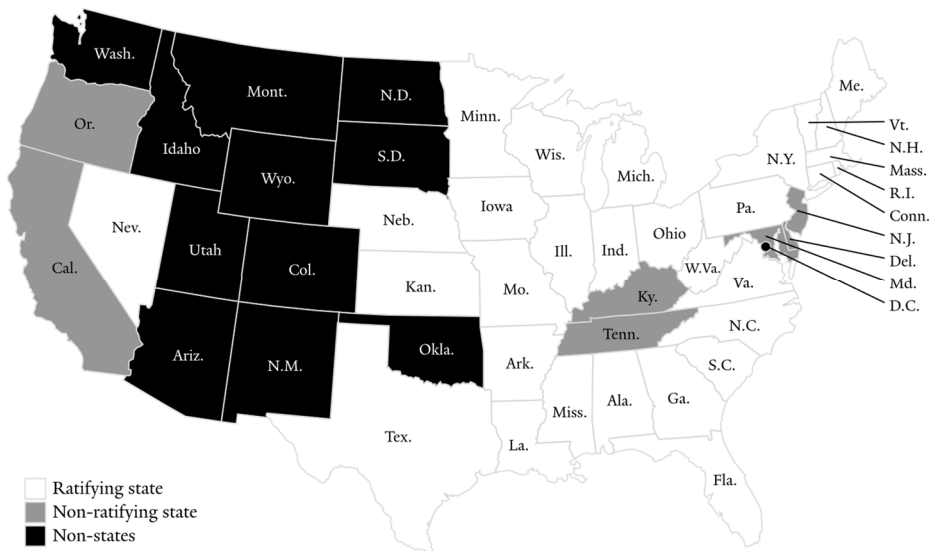 Wash.
Mont.
N.D.
Minn.
Me.
Or.
Idaho
S.D.
Wis.
Vt.
N.H.
Mass.
R.I.
Conn.
N.J.
Del.
Md.
D.C.
Wyo.
Mich.
N.Y.
Nev.
Neb.
Iowa
Pa.
Utah
Col.
Cal.
Kan.
Ill.
Ind.
Ohio
W.Va.
Va.
Mo.
Ky.
Ariz.
N.M.
Okla.
Ark.
Tenn.
N.C.
S.C.
Tex.
La.
Miss.
Ala.
Ga.
Fla.
Ratifying state
Non-ratifying state
Non-states